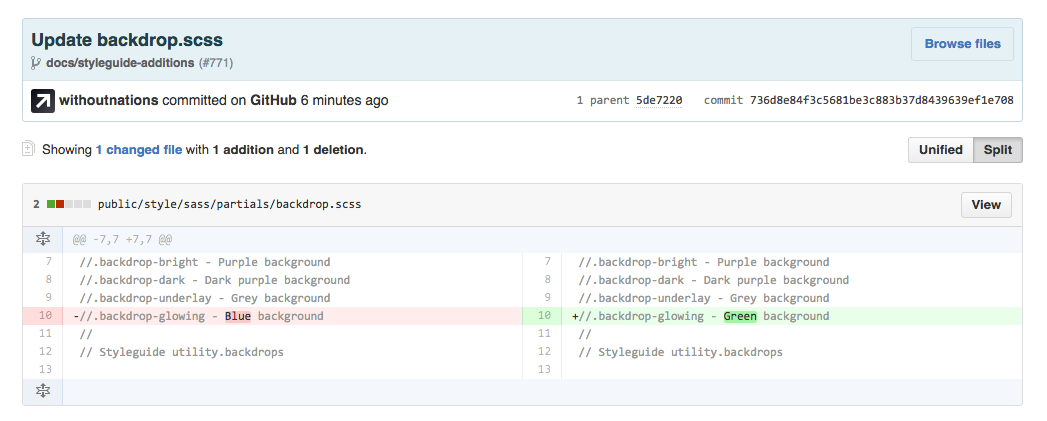 Update backdrop.scss
Browse files
docs/styleguide-additions (#771)
withoutnations committed on GitHub 6 minutes ago
1 parent 5de7220 commit 736d8e84f3c5681be3c883b37d8439639ef1e708
Showing 1 changed file with 1 addition and 1 deletion.
Unified Split
2 public/style/sass/partials/backdrop.scss View
@@ -7,7 +7,7 @@
7 //.backdrop-bright - Purple background 7 //.backdrop-bright - Purple background
8 //.backdrop-dark - Dark purple background 8 //.backdrop-dark - Dark purple background
9 //.backdrop-underlay - Grey background 9 //.backdrop-underlay - Grey background
10 -//.backdrop-glowing - Blue background 10 +//.backdrop-glowing - Green background
11 // 11 //
12 // Styleguide utility.backdrops 12 // Styleguide utility.backdrops
13 13